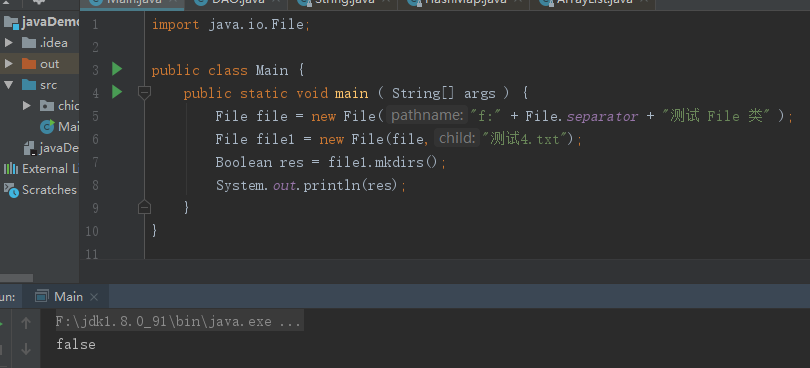 Main.java DAO.java String.java HashMap.java ArrayList.java
javaDemo
.idea
out
src
Mai
javaDe
External Li
Scratches
1 import java.io.File;
2
3 public class Main {
4 public static void main ( String[] args ) {
5 File file = new File( pathname: "f:" + File.separator + "测试 File 类" );
6 File file1 = new File(file, child: "测试4.txt");
7 Boolean res = file1.mkdirs();
8 System.out.println(res);
9 }
10 }
11
un: Main
F:\jdk1.8.0_91\bin\java.exe ...
false